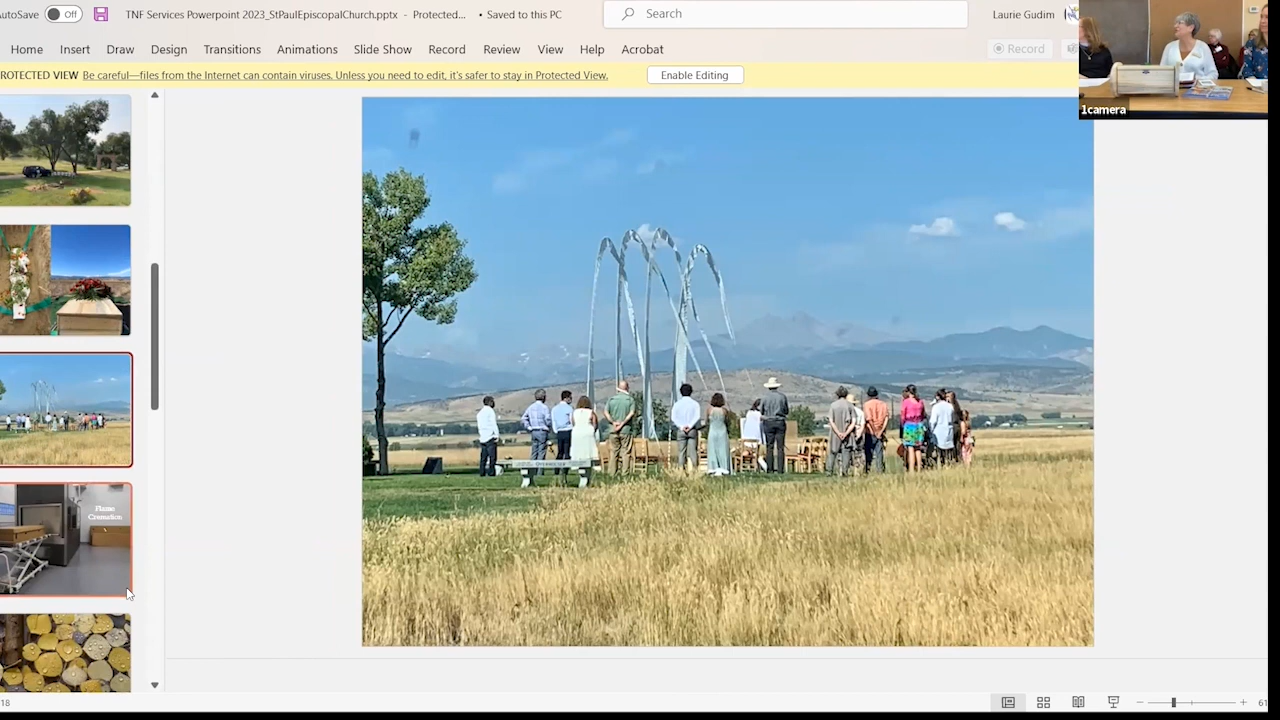 AutoSave Off TNF Services Powerpoint 2023_StPaulEpiscopalChurch.pptx - Protected... • Saved to this PC Search Laurie Gudim
Home Insert Draw Design Transitions Animations Slide Show Record Review View Help Acrobat Record
PROTECTED VIEW Be careful—files from the Internet can contain viruses. Unless you need to edit, it's safer to stay in Protected View. Enable Editing
1camera
Flame
Cremation